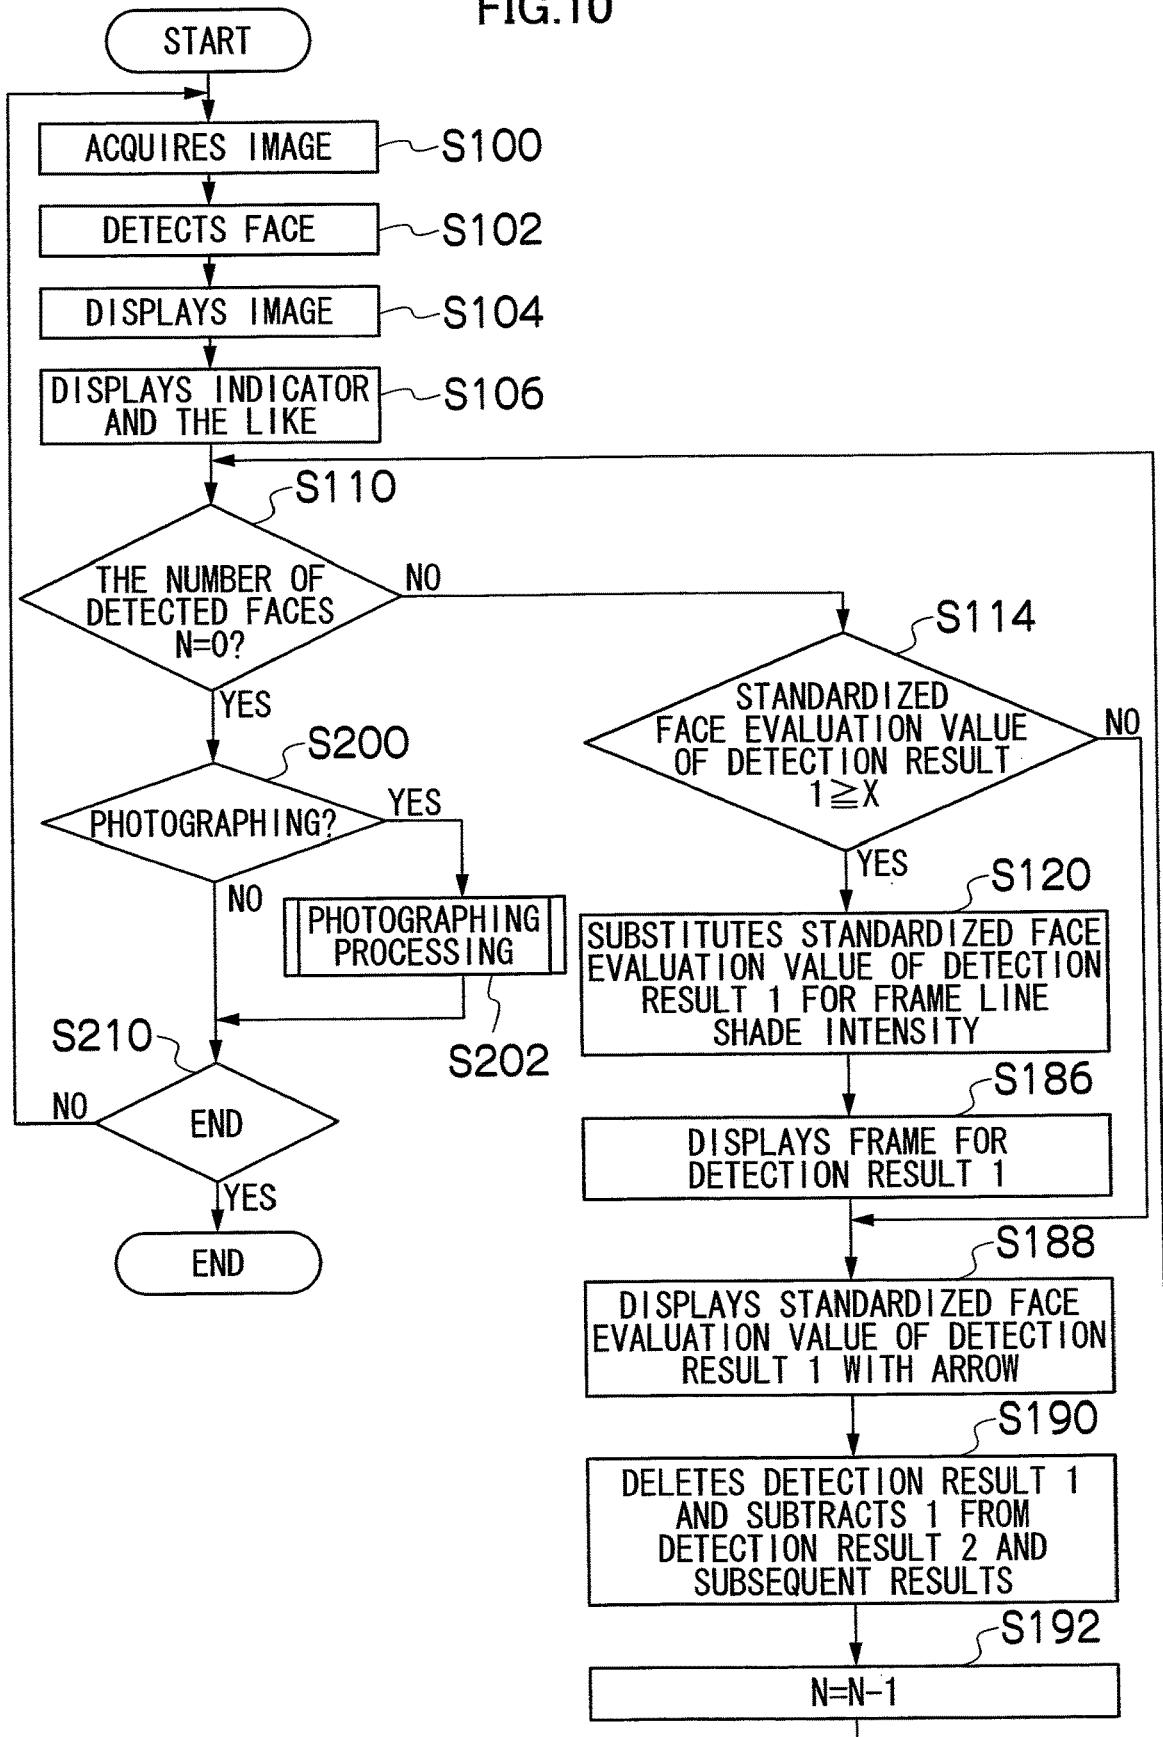 FIG.10
START
ACQUIRES IMAGE
S100
DETECTS FACE
S102
DISPLAYS IMAGE
S104
DISPLAYS INDICATOR
AND THE LIKE
S106
S110
THE NUMBER OF
DETECTED FACES
N=0?
NO
YES
S200
PHOTOGRAPHING?
YES
NO
PHOTOGRAPHING
PROCESSING
S202
S210
END
NO
YES
END
S114
STANDARDIZED
FACE EVALUATION VALUE
OF DETECTION RESULT
1≧X
NO
YES
S120
SUBSTITUTES STANDARDIZED FACE
EVALUATION VALUE OF DETECTION
RESULT 1 FOR FRAME LINE
SHADE INTENSITY
S186
DISPLAYS FRAME FOR
DETECTION RESULT 1
S188
DISPLAYS STANDARDIZED FACE
EVALUATION VALUE OF DETECTION
RESULT 1 WITH ARROW
S190
DELETES DETECTION RESULT 1
AND SUBTRACTS 1 FROM
DETECTION RESULT 2 AND
SUBSEQUENT RESULTS
S192
N=N-1